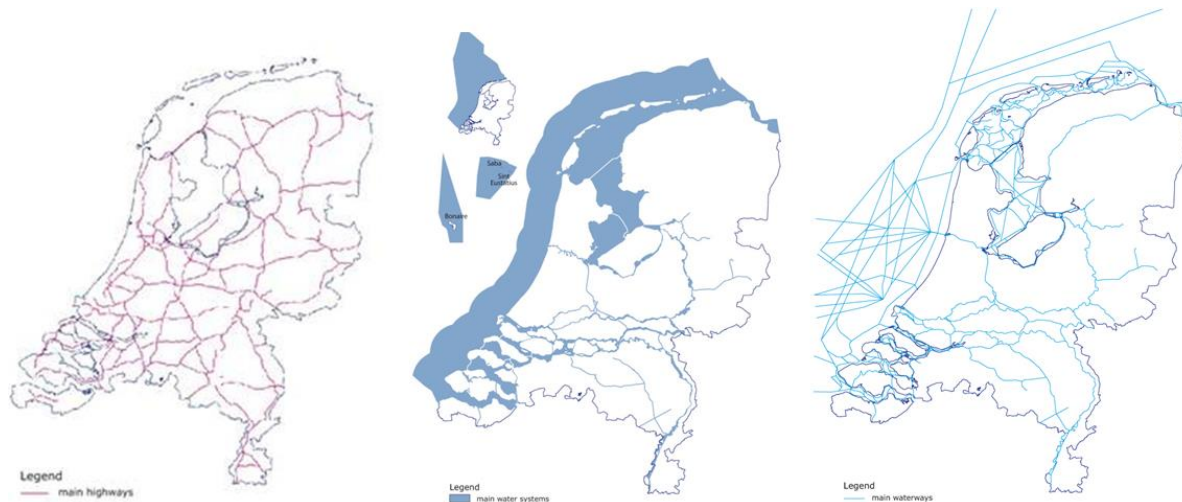 Legend
main highways
Saba
Sint
Eustatius
Bonaire
Legend
main water systems
Legend
main waterways